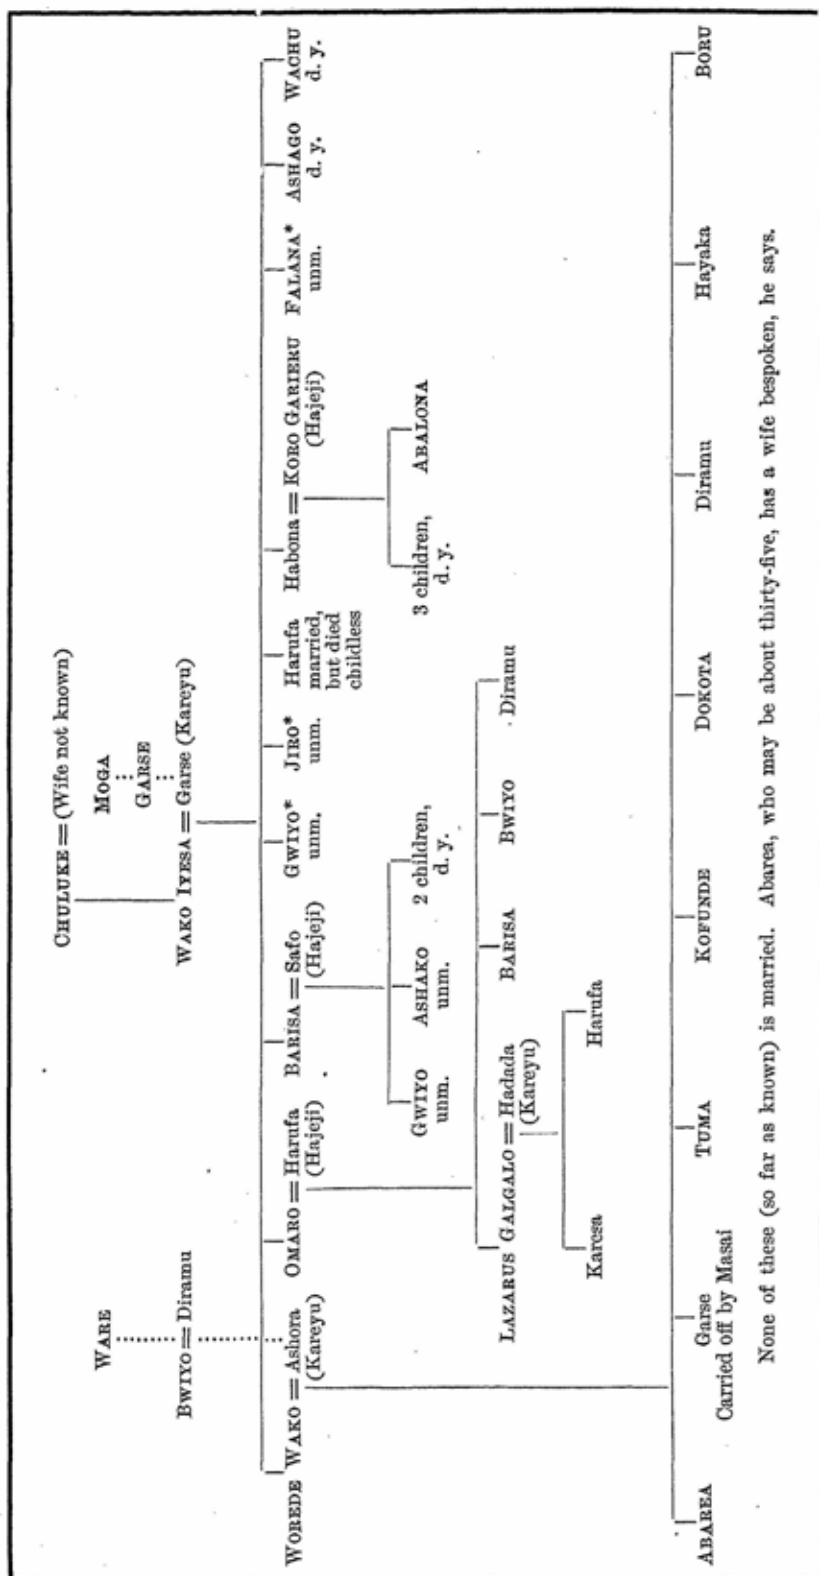 CHULUKE = (Wife not known)
WARE
MOGA
GARSE
BWIYO = Diramu
WAKO IYESA = Garse (Kareyu)
WOREDE WAKO = Ashora
(Kareyu)
OMARO = Harufa
(Hajeji)
BARISA = Safo
(Hajeji)
GWIYO*
unm.
JIRO*
unm.
Harufa
married,
but died
childless
Habona = KORO GARIERU
(Hajeji)
FALANA*
unm.
ASHAGO
d. y.
WACHU
d. y.
GWIYO
unm.
ASHAKO
unm.
2 children,
d. y.
3 children,
d. y.
ABALONA
LAZARUS GALGALO = Hadada
(Kareyu)
BARISA
BWIYO
Diramu
Karesa
Harufa
ABAREA
Garse
Carried off by Masai
TUMA
KOFUNDE
DOKOTA
Diramu
Hayaka
BORU
None of these (so far as known) is married. Abarea, who may be about thirty-five, has a wife bespoken, he says.